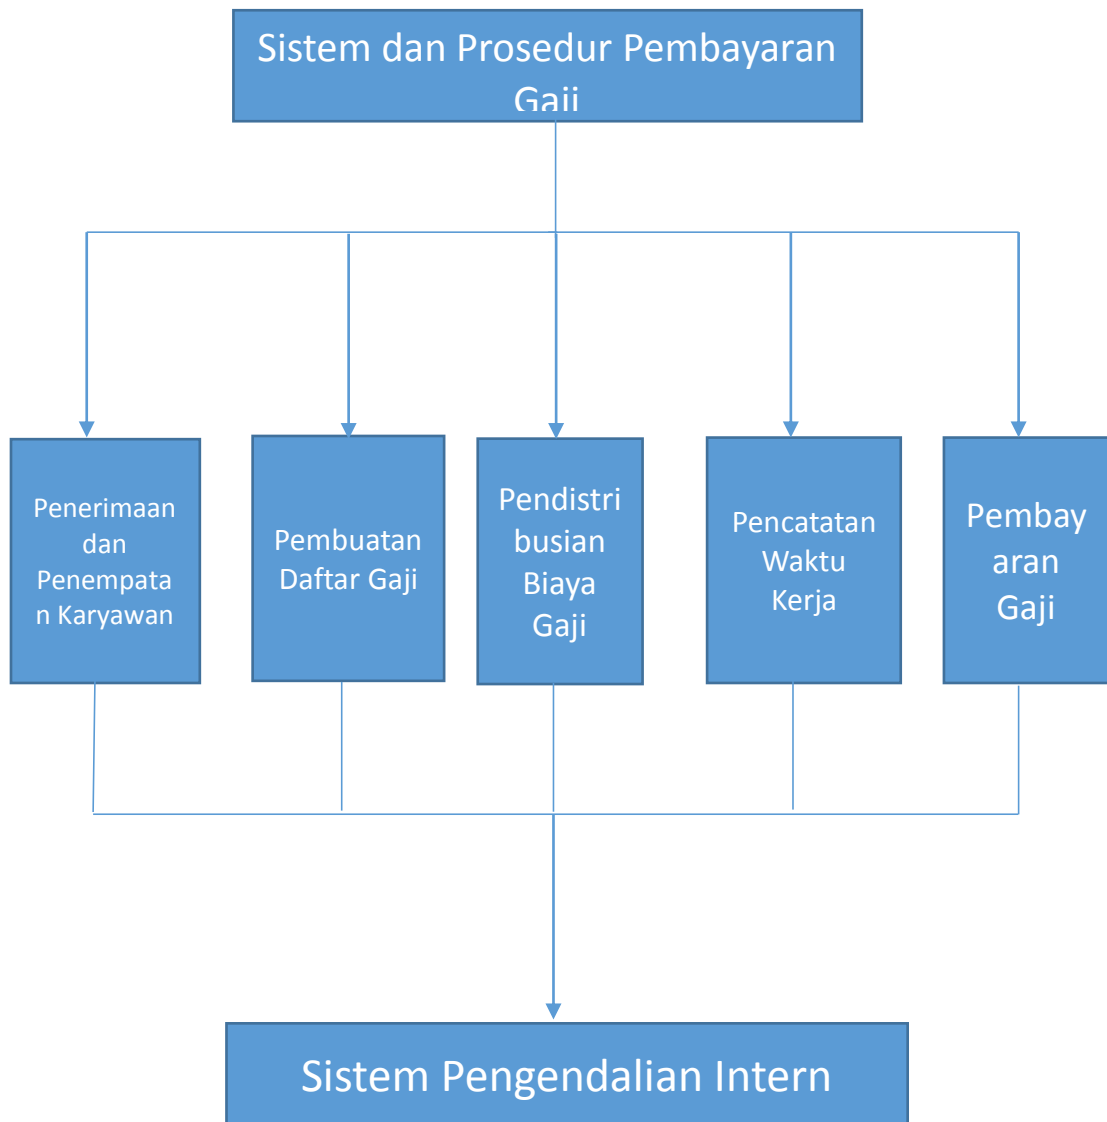 Sistem dan Prosedur Pembayaran
Gaji
Penerimaan
dan
Penempata
n Karyawan
Pembuatan
Daftar Gaji
Pendistri
busian
Biaya
Gaji
Pencatatan
Waktu
Kerja
Pembay
aran
Gaji
Sistem Pengendalian Intern